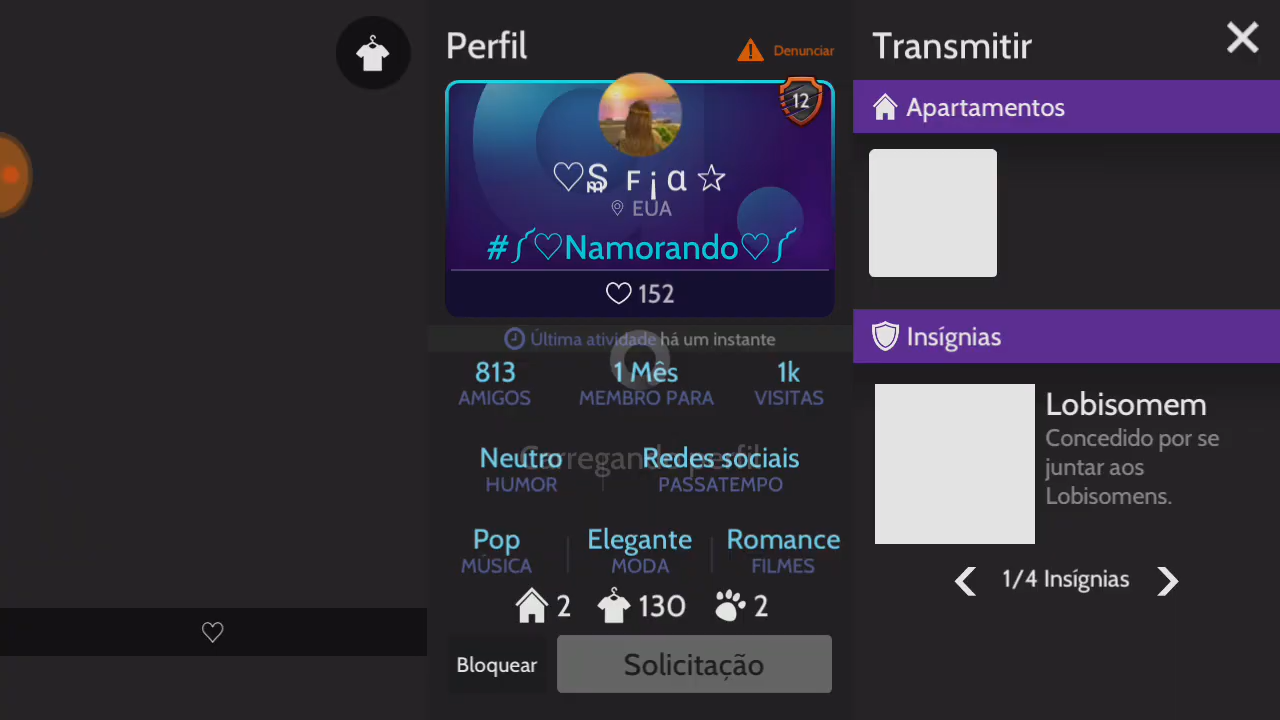 Perfil
Denunciar
12
♡ʂ ꜰ¡ɑ ☆
EUA
#ʃ♡Namorando♡ʃ
♡ 152
Última atividade há um instante
813
AMIGOS
1 Mês
MEMBRO PARA
1k
VISITAS
Carregando perfil
Neutro
HUMOR
Redes sociais
PASSATEMPO
Pop
MÚSICA
Elegante
MODA
Romance
FILMES
2
130
2
Bloquear
Solicitação
♡
Transmitir
Apartamentos
Insígnias
Lobisomem
Concedido por se
juntar aos
Lobisomens.
1/4 Insígnias